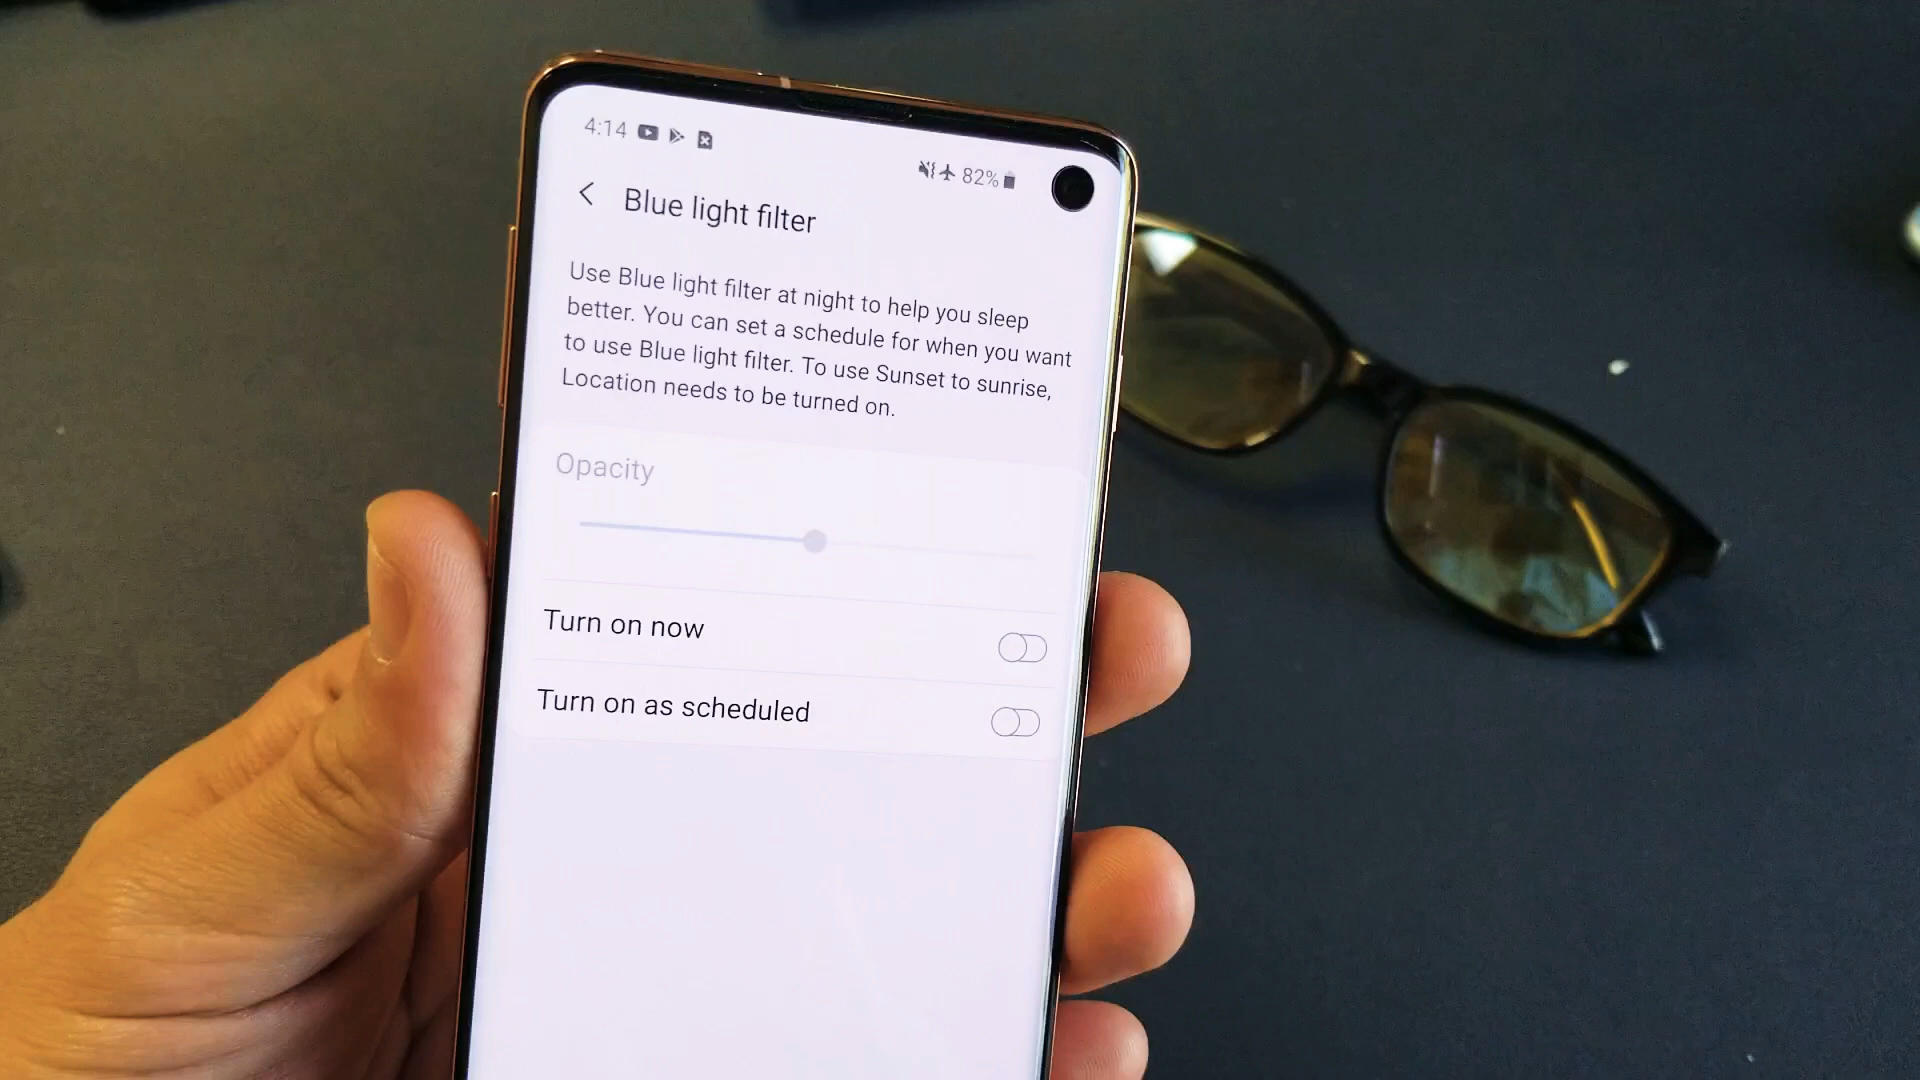 4:14
82%
Blue light filter
Use Blue light filter at night to help you sleep
better. You can set a schedule for when you want
to use Blue light filter. To use Sunset to sunrise,
Location needs to be turned on.
Opacity
Turn on now
Turn on as scheduled